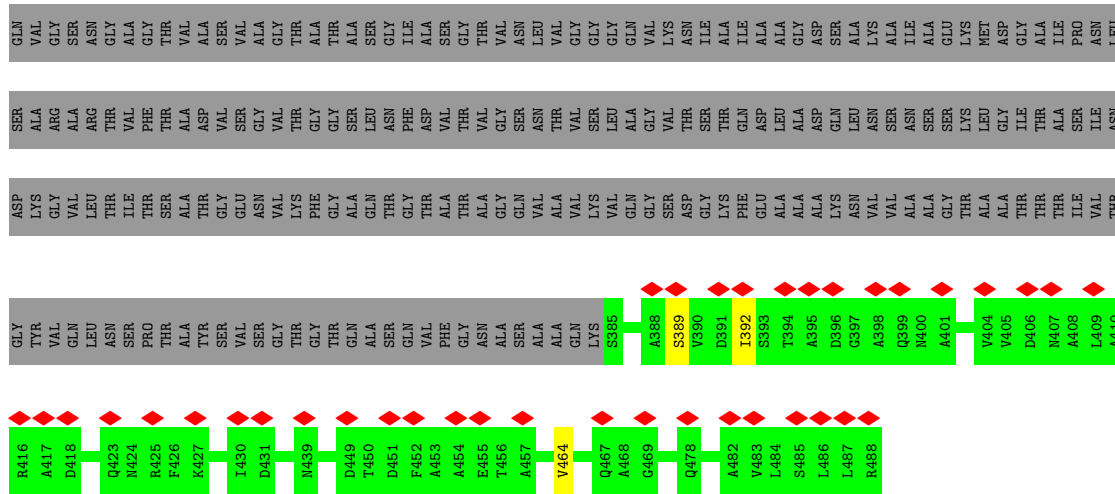 GLN VAL GLY SER ASN GLY ALA GLY THR VAL ALA SER VAL ALA GLY THR ALA THR ALA SER GLY ILE ALA SER GLY THR VAL ASN LEU VAL GLY GLY GLY GLN VAL LYS ASN ILE ALA ILE ALA ALA GLY ASP SER ALA LYS ALA ILE ALA GLU LYS MET ASP GLY ALA ILE PRO ASN LEU
SER ALA ARG ALA ARG THR VAL PHE THR ALA ASP VAL SER GLY VAL THR GLY GLY SER LEU ASN PHE ASP VAL THR VAL GLY SER ASN THR VAL SER LEU ALA GLY VAL THR SER THR GLN ASP LEU ALA ASP GLN LEU ASN SER ASN SER SER LYS LEU GLY ILE THR ALA SER ILE ASN
ASP LYS GLY VAL LEU THR ILE THR SER ALA THR GLY GLU ASN VAL LYS PHE GLY ALA GLN THR GLY THR ALA THR ALA GLY GLN VAL ALA VAL LYS VAL GLN GLY SER ASP GLY LYS PHE GLU ALA ALA ALA LYS ASN VAL VAL ALA ALA GLY THR ALA ALA THR THR THR ILE VAL THR
GLY TYR VAL GLN LEU ASN SER PRO THR ALA TYR SER VAL SER GLY THR GLY THR GLN ALA SER GLN VAL PHE GLY ASN ALA SER ALA ALA GLN LYS S385 A388 S389 V390 D391 I392 S393 T394 A395 D396 G397 A398 Q399 N400 A401 V404 V405 D406 N407 A408 L409 A410
R416 A417 D418 Q423 N424 R425 F426 K427 I430 D431 N439 D449 T450 D451 F452 A453 A454 E455 T456 A457 V464 Q467 A468 G469 Q478 A482 V483 L484 S485 L486 L487 R488